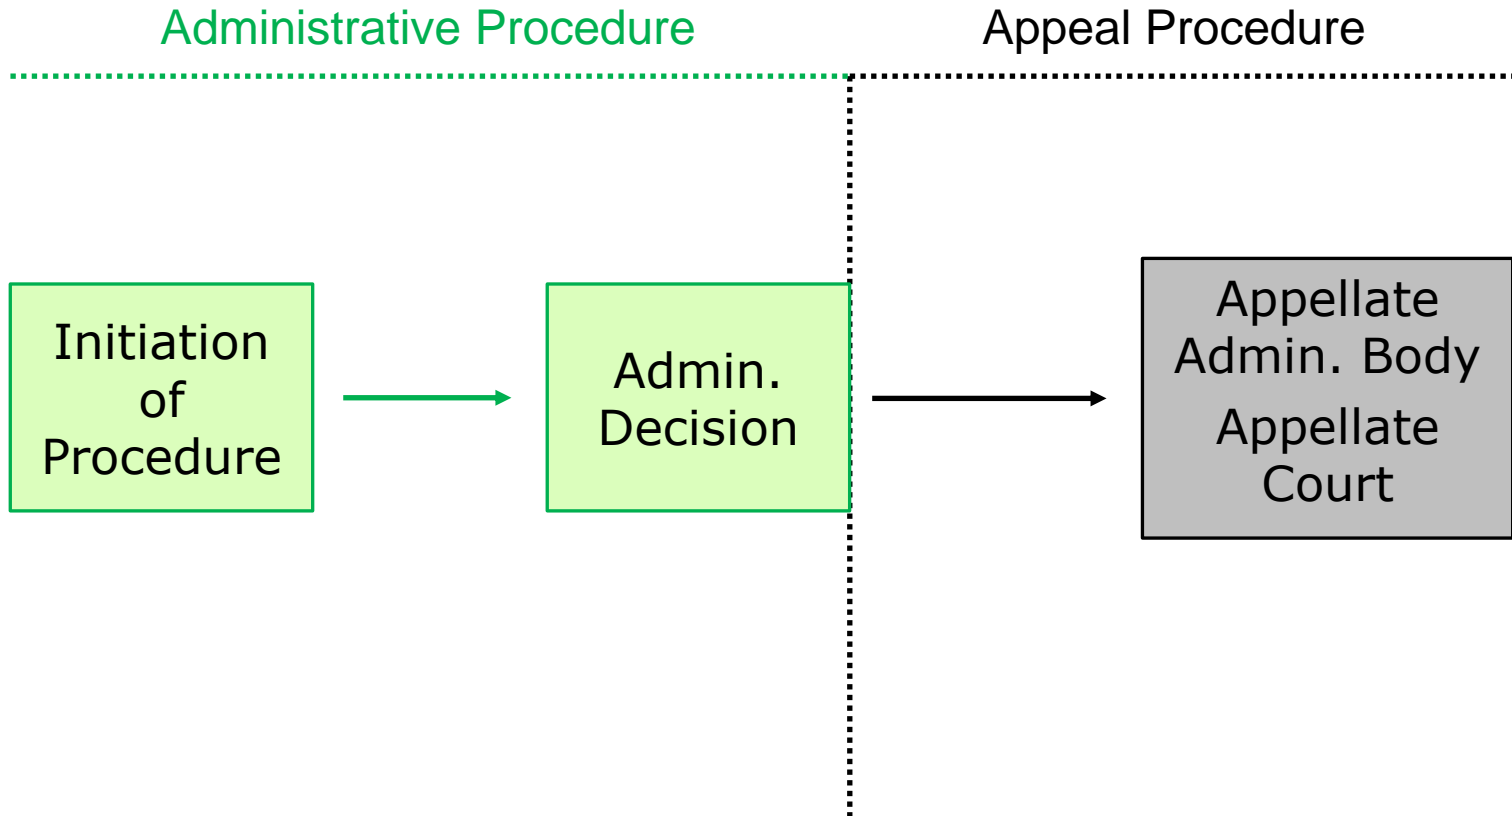 Administrative Procedure
Appeal Procedure
Initiation
of
Procedure
Admin.
Decision
Appellate
Admin. Body
Appellate
Court